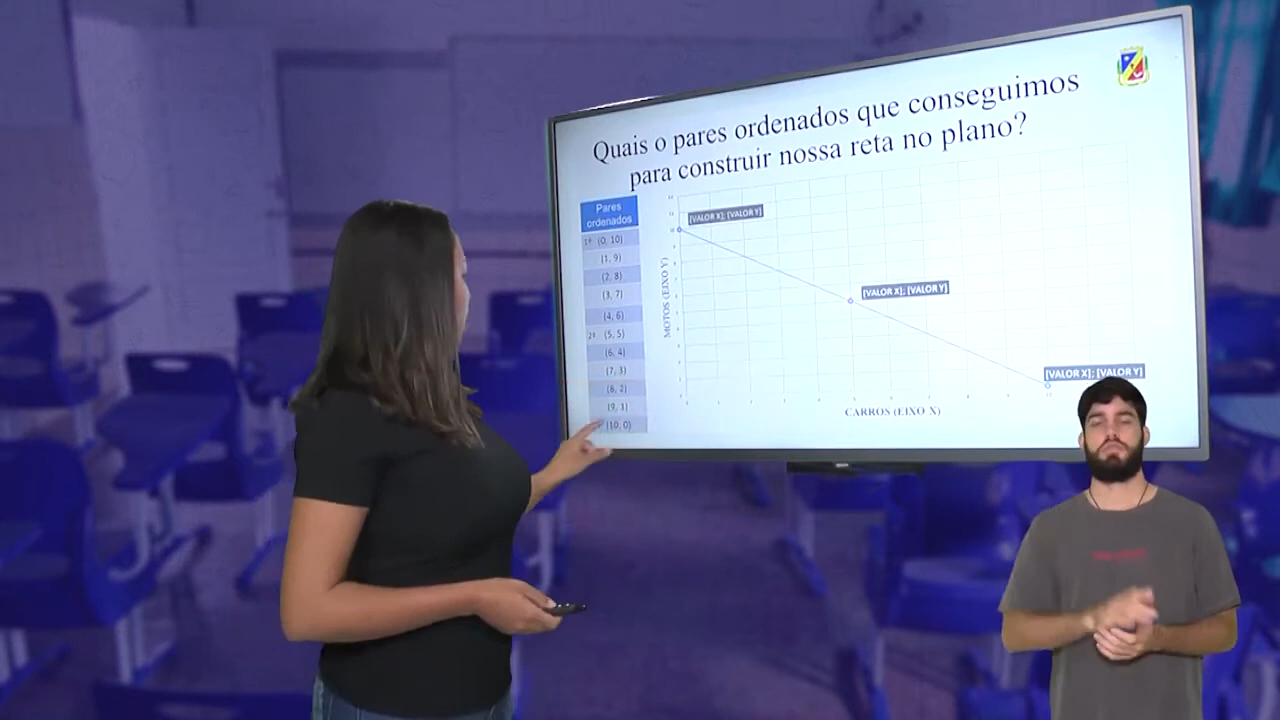 Quais o pares ordenados que conseguimos
para construir nossa reta no plano?
Pares
ordenados
1º (0, 10)
(1, 9)
(2, 8)
(3, 7)
(4, 6)
2º (5, 5)
(6, 4)
(7, 3)
(8, 2)
(9, 1)
(10, 0)
[VALOR X]; [VALOR Y]
[VALOR X]; [VALOR Y]
[VALOR X]; [VALOR Y]
MOTOS (EIXO Y)
CARROS (EIXO X)